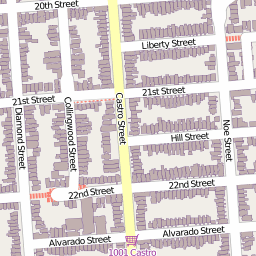 20th Street
Liberty Street
21st Street
21st Street
Collingwood Street
Castro Street
Diamond Street
Noe Street
Hill Street
22nd Street
22nd Street
Alvarado Street
Alvarado Street
1001 Castro